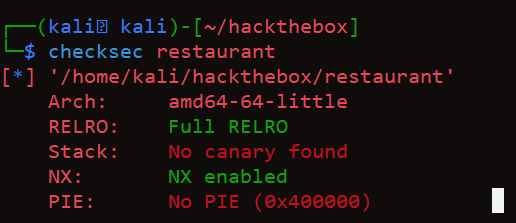 ┌──(kali kali)-[~/hackthebox]
└─$ checksec restaurant
[*] '/home/kali/hackthebox/restaurant'
    Arch:     amd64-64-little
    RELRO:    Full RELRO
    Stack:    No canary found
    NX:       NX enabled
    PIE:      No PIE (0x400000)